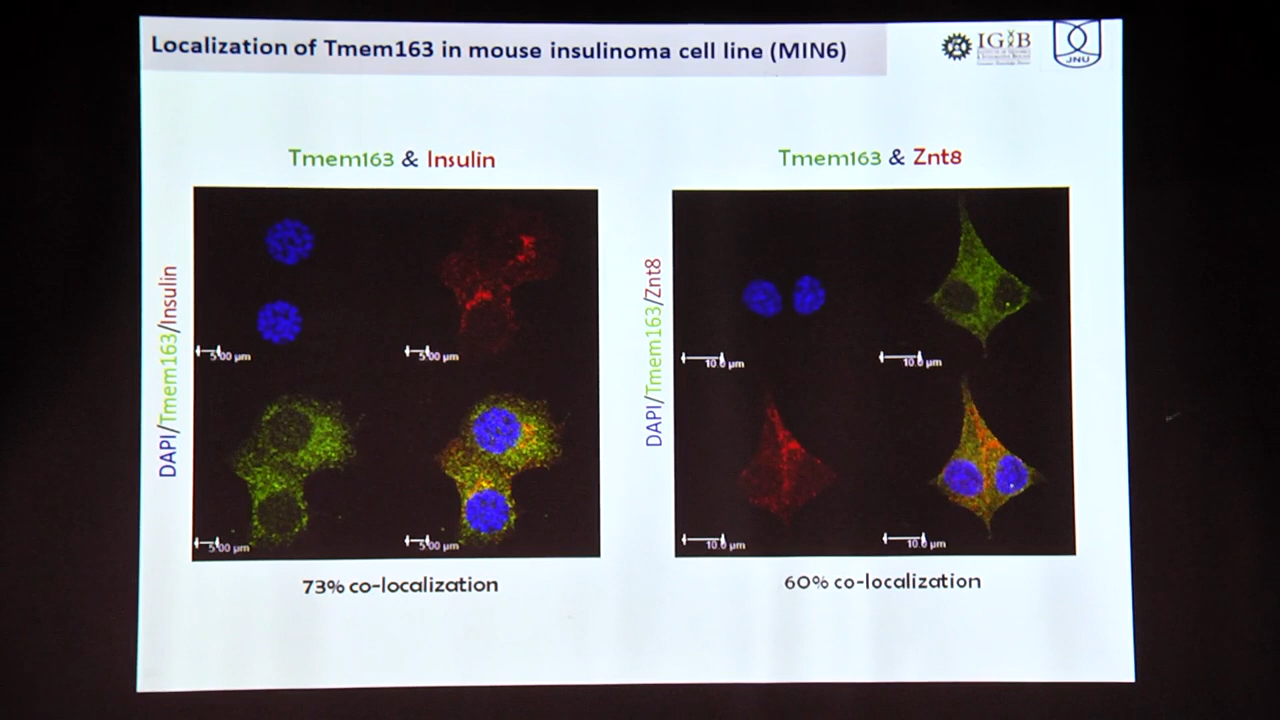 Localization of Tmem163 in mouse insulinoma cell line (MIN6)
IGIB
JNU
Tmem163 & Insulin
Tmem163 & Znt8
DAPI/Tmem163/Insulin
5.00 µm
5.00 µm
5.00 µm
5.00 µm
DAPI/Tmem163/Znt8
10.0 µm
10.0 µm
10.0 µm
10.0 µm
73% co-localization
60% co-localization